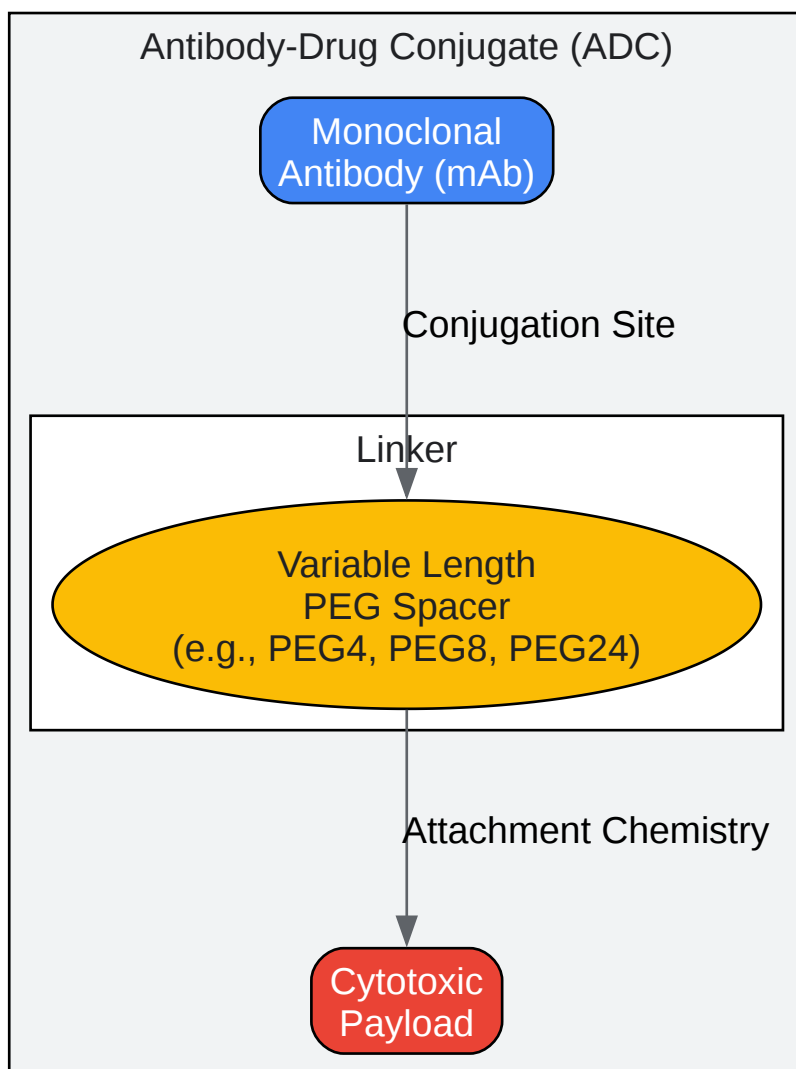 Antibody-Drug Conjugate (ADC)
Monoclonal
Antibody (mAb)
Conjugation Site
Linker
Variable Length
PEG Spacer
(e.g., PEG4, PEG8, PEG24)
Attachment Chemistry
Cytotoxic
Payload